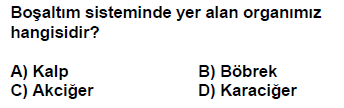 Boşaltım sisteminde yer alan organımız
hangisidir?
A) Kalp B) Böbrek
C) Akciğer D) Karaciğer